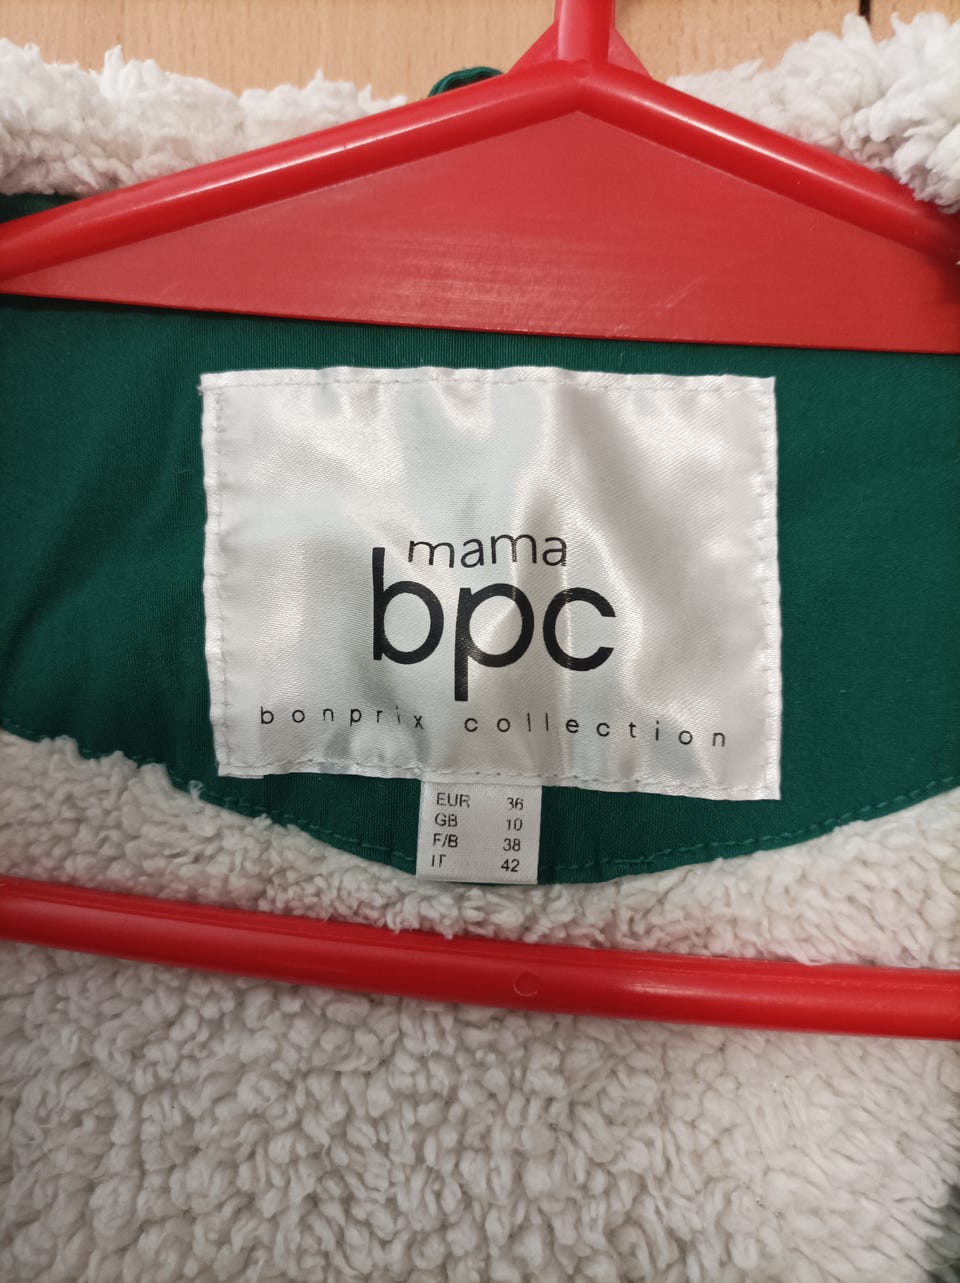 mama
bpc
bonprix collection
EUR 36
GB 10
F/B 38
IT 42